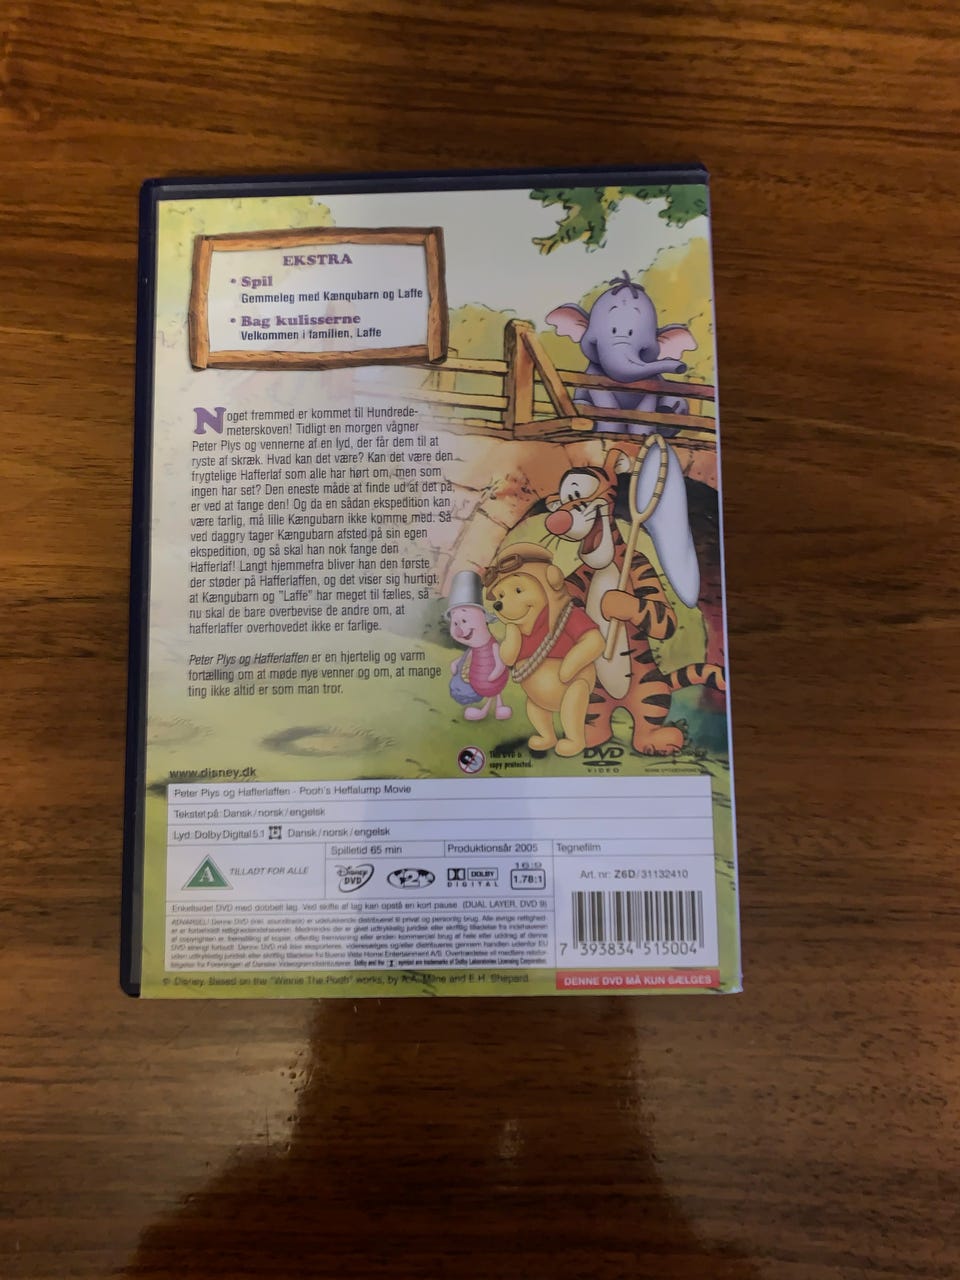 EKSTRA
• Spil
Gemmeleg med Kængubarn og Laffe
• Bag kulisserne
Velkommen i familien, Laffe
Noget fremmed er kommet til Hundrede-
meterskoven! Tidligt en morgen vågner
Peter Plys og vennerne af en lyd, der får dem til at
ryste af skræk. Hvad kan det være? Kan det være den
frygtelige Hafferlaf som alle har hørt om, men som
ingen har set? Den eneste måde at finde ud af det på,
er ved at fange den! Og da en sådan ekspedition kan
være farlig, må lille Kængubarn ikke komme med. Så
ved daggry tager Kængubarn afsted på sin egen
ekspedition, og så skal han nok fange den
Hafferlaf! Langt hjemmefra bliver han den første
der støder på Hafferlaffen, og det viser sig hurtigt,
at Kængubarn og "Laffe" har meget til fælles, så
nu skal de bare overbevise de andre om, at
hafferlaffer overhovedet ikke er farlige.
Peter Plys og Hafferlaffen er en hjertelig og varm
fortælling om at møde nye venner og om, at mange
ting ikke altid er som man tror.
This DVD is
copy protected.
DVD
VIDEO
Walt Disney
www.disney.dk
Peter Plys og Hafferlaffen - Pooh's Heffalump Movie
Tekstet på: Dansk/norsk/engelsk
Lyd: Dolby Digital 5.1 Dansk/norsk/engelsk
A TILLADT FOR ALLE
Spilletid 65 min
Produktionsår 2005
Tegnefilm
Disney DVD
2
DOLBY
DIGITAL
16:9
1.78:1
Art. nr: Z6D/31132410
Enkeltsidet DVD med dobbelt lag. Ved skifte af lag kan opstå en kort pause. (DUAL LAYER, DVD 9)
7 393834 515004
© Disney. Based on the "Winnie The Pooh" works, by A.A. Milne and E.H. Shepard.
DENNE DVD MÅ KUN SÆLGES